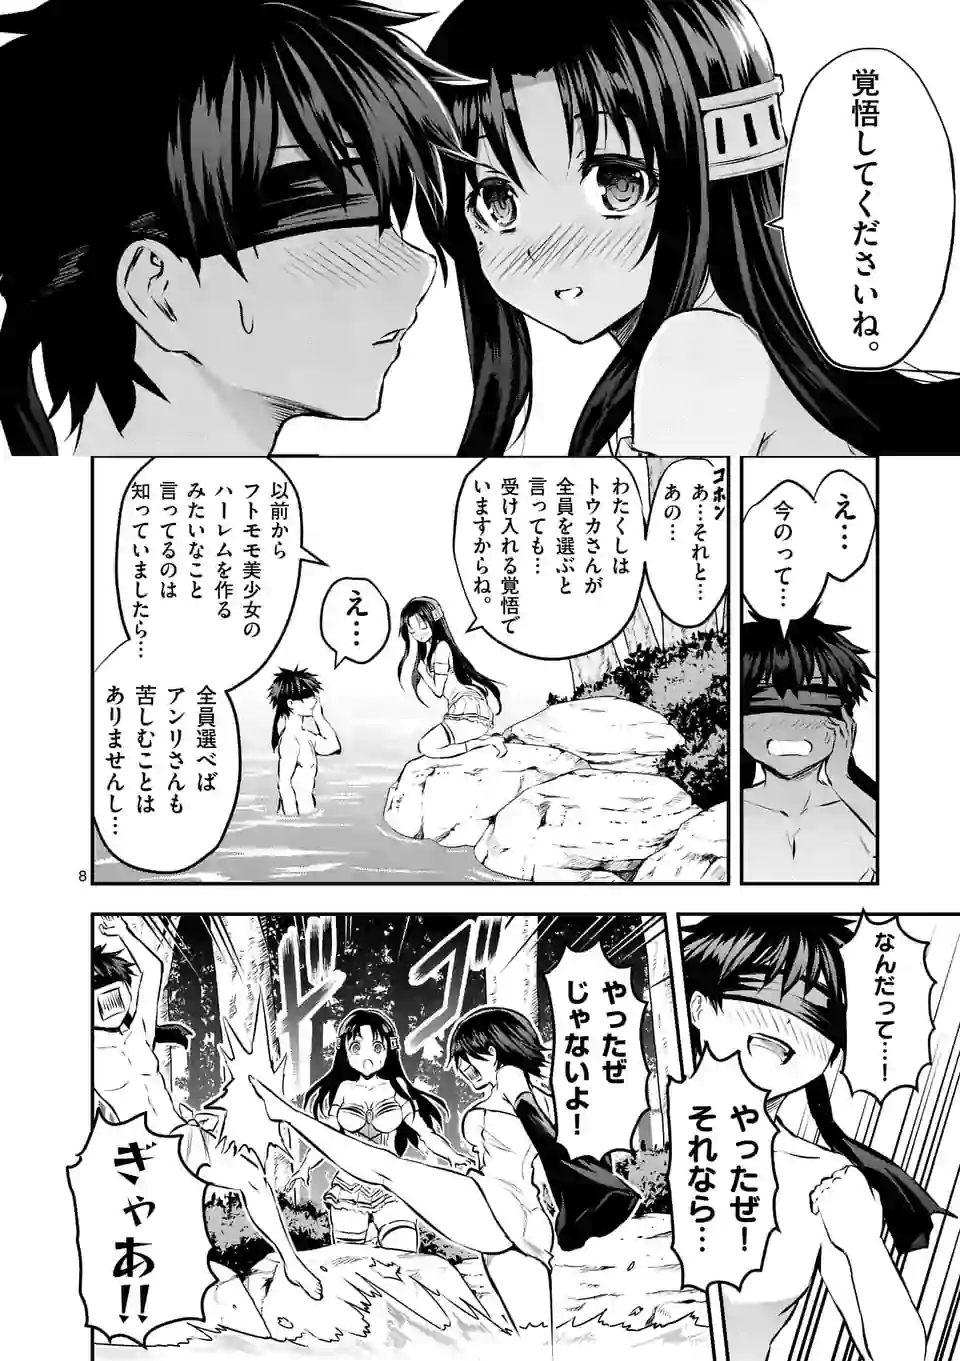 覚悟してくださいね。
え…
今のって…
コホン
あ…それと…
あの…
わたくしは
トウカさんが
全員を選ぶと
言っても…
受け入れる覚悟で
いますからね。
え…
以前から
フトモモ美少女の
ハーレムを作る
みたいなこと
言ってるのは
知っていましたら…
全員選べば
アンリさんも
苦しむことは
ありませんし…
8
なんだって…!
やったぜ!
それなら…
やったぜ
じゃないよ!
ドゴッ
ぎゃあ!!